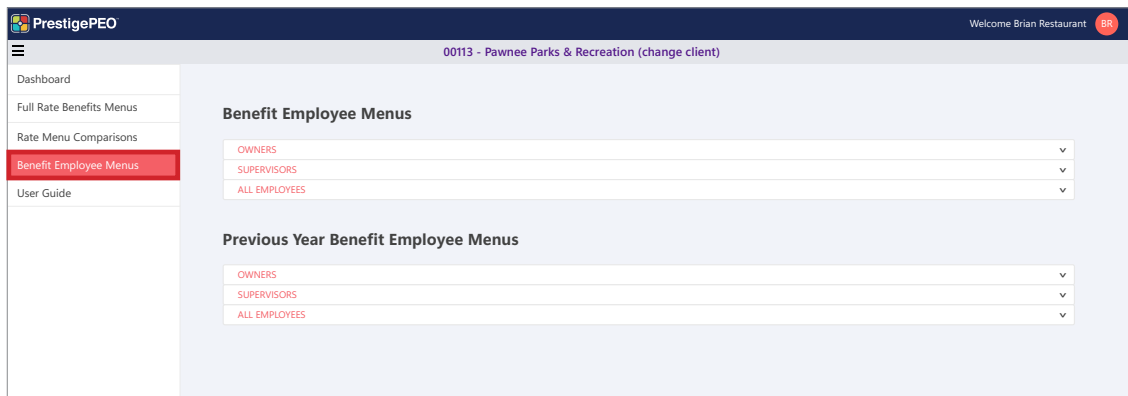 PrestigePEO
Welcome Brian Restaurant BR
00113 - Pawnee Parks & Recreation (change client)
Dashboard
Full Rate Benefits Menus
Rate Menu Comparisons
Benefit Employee Menus
User Guide
Benefit Employee Menus
OWNERS
SUPERVISORS
ALL EMPLOYEES
Previous Year Benefit Employee Menus
OWNERS
SUPERVISORS
ALL EMPLOYEES